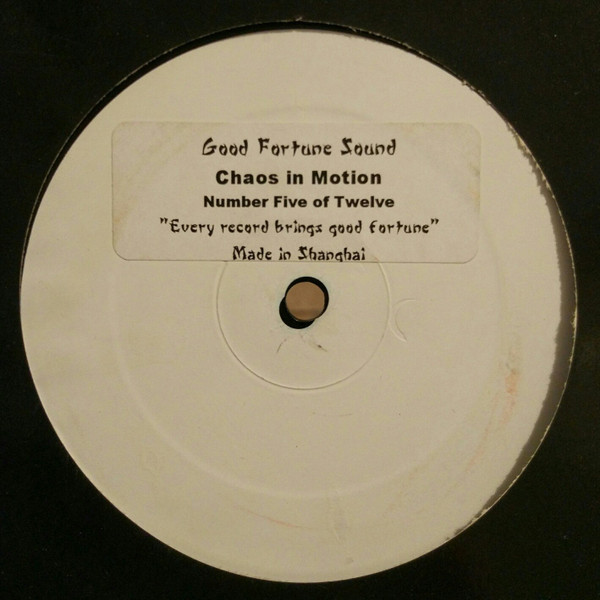 Good Fortune Sound
Chaos in Motion
Number Five of Twelve
"Every record brings good fortune"
Made in Shanghai